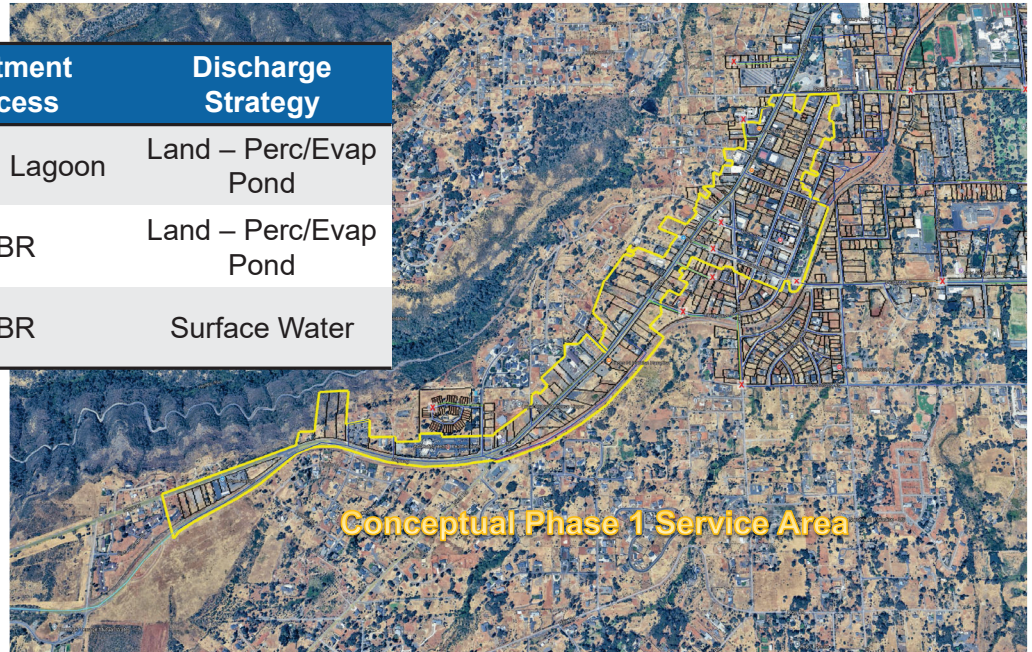 tment
Discharge
cess
Strategy
Lagoon
Land – Perc/Evap
Pond
BR
Land – Perc/Evap
Pond
BR
Surface Water
Conceptual Phase 1 Service Area